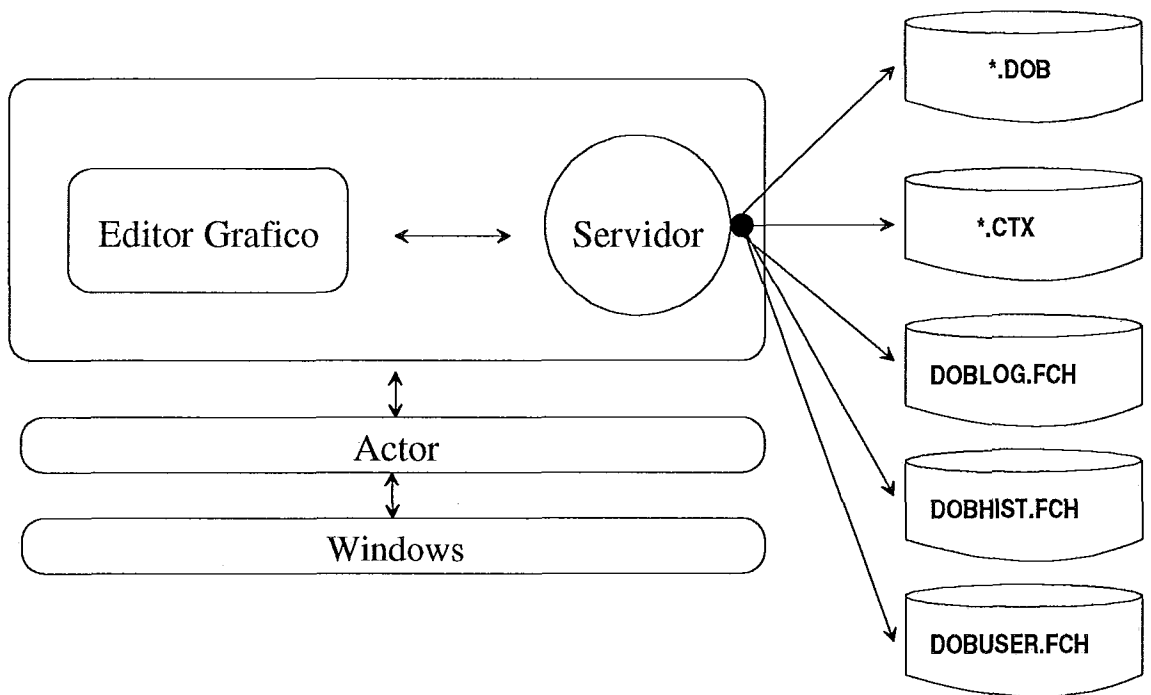 *.DOB
Editor Grafico
Servidor
*.CTX
DOBLOG.FCH
Actor
DOBHIST.FCH
Windows
DOBUSER.FCH